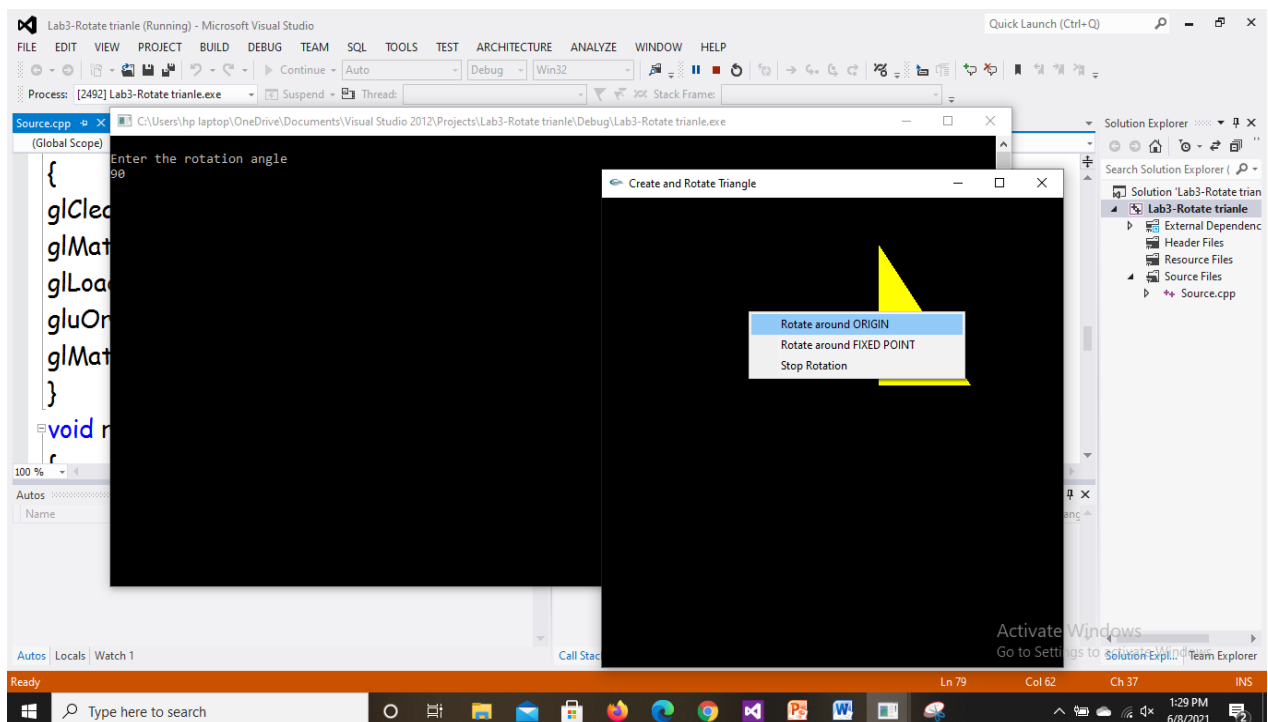 Lab3-Rotate trianle (Running) - Microsoft Visual Studio
Quick Launch (Ctrl+Q)
FILE EDIT VIEW PROJECT BUILD DEBUG TEAM SQL TOOLS TEST ARCHITECTURE ANALYZE WINDOW HELP
Continue Auto Debug Win32
Process: [2492] Lab3-Rotate trianle.exe Suspend Thread: Stack Frame:
Source.cpp
C:\Users\hp laptop\OneDrive\Documents\Visual Studio 2012\Projects\Lab3-Rotate trianle\Debug\Lab3-Rotate trianle.exe
(Global Scope)
Enter the rotation angle
90
{
glClea
glMat
glLoa
gluOr
glMat
}
void r
{
100 %
Create and Rotate Triangle
Rotate around ORIGIN
Rotate around FIXED POINT
Stop Rotation
Solution Explorer
Search Solution Explorer (
Solution 'Lab3-Rotate trian
Lab3-Rotate trianle
External Dependenc
Header Files
Resource Files
Source Files
Source.cpp
Autos
Name
Autos Locals Watch 1
Call Stac
Activate Windows
Go to Settings to activate Windows.
Solution Expl... Team Explorer
Ready Ln 79 Col 62 Ch 37 INS
Type here to search
1:29 PM
6/8/2021